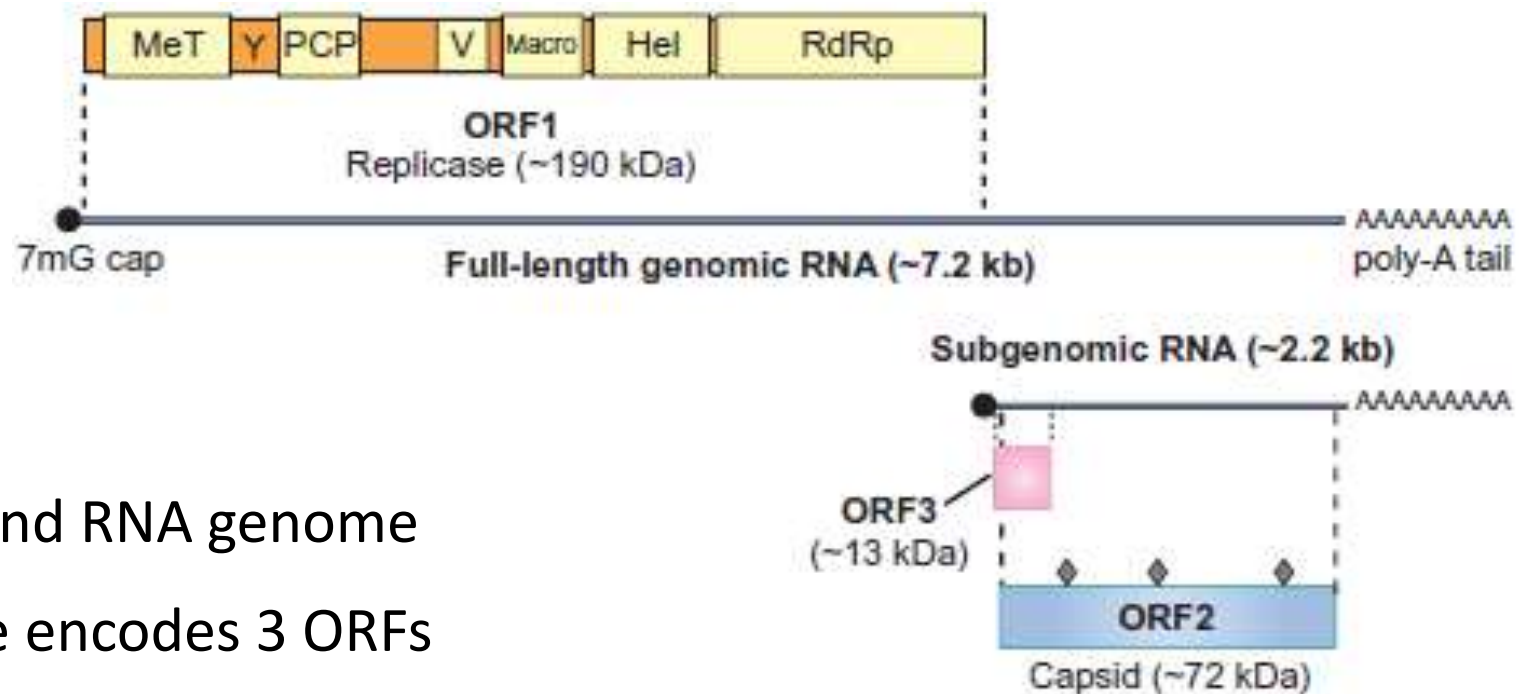 MeT Y PCP V Macro Hel RdRp
ORF1
Replicase (~190 kDa)
AAAAAAAAA
7mG cap
Full-length genomic RNA (~7.2 kb)
poly-A tail
Subgenomic RNA (~2.2 kb)
AAAAAAAAA
nd RNA genome
ORF3
(~13 kDa)
e encodes 3 ORFs
ORF2
Capsid (~72 kDa)